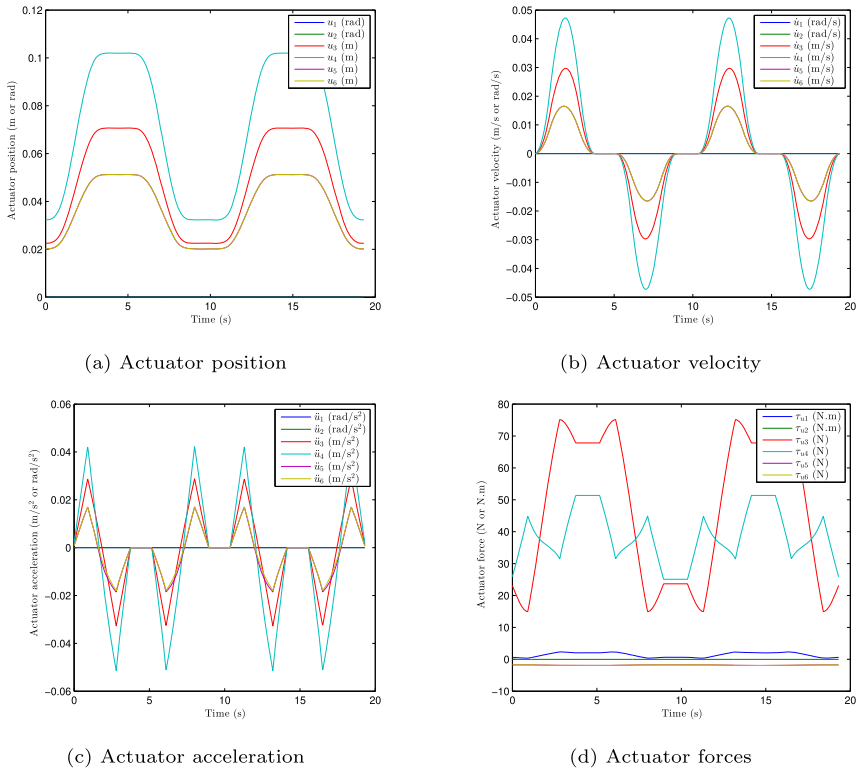 0.12
0.1
0.08
0.06
0.04
0.02
0
Actuator position (m or rad)
0 5 10 15 20
Time (s)
u₁ (rad)
u₂ (rad)
u₃ (m)
u₄ (m)
u₅ (m)
u₆ (m)
(a) Actuator position
0.05
0.04
0.03
0.02
0.01
0
−0.01
−0.02
−0.03
−0.04
−0.05
Actuator velocity (m/s or rad/s)
0 5 10 15 20
Time (s)
u̇₁ (rad/s)
u̇₂ (rad/s)
u̇₃ (m/s)
u̇₄ (m/s)
u̇₅ (m/s)
u̇₆ (m/s)
(b) Actuator velocity
0.06
0.04
0.02
0
−0.02
−0.04
−0.06
Actuator acceleration (m/s² or rad/s²)
0 5 10 15 20
Time (s)
ü₁ (rad/s²)
ü₂ (rad/s²)
ü₃ (m/s²)
ü₄ (m/s²)
ü₅ (m/s²)
ü₆ (m/s²)
(c) Actuator acceleration
80
70
60
50
40
30
20
10
0
−10
Actuator force (N or N.m)
0 5 10 15 20
Time (s)
τᵤ₁ (N.m)
τᵤ₂ (N.m)
τᵤ₃ (N)
τᵤ₄ (N)
τᵤ₅ (N)
τᵤ₆ (N)
(d) Actuator forces